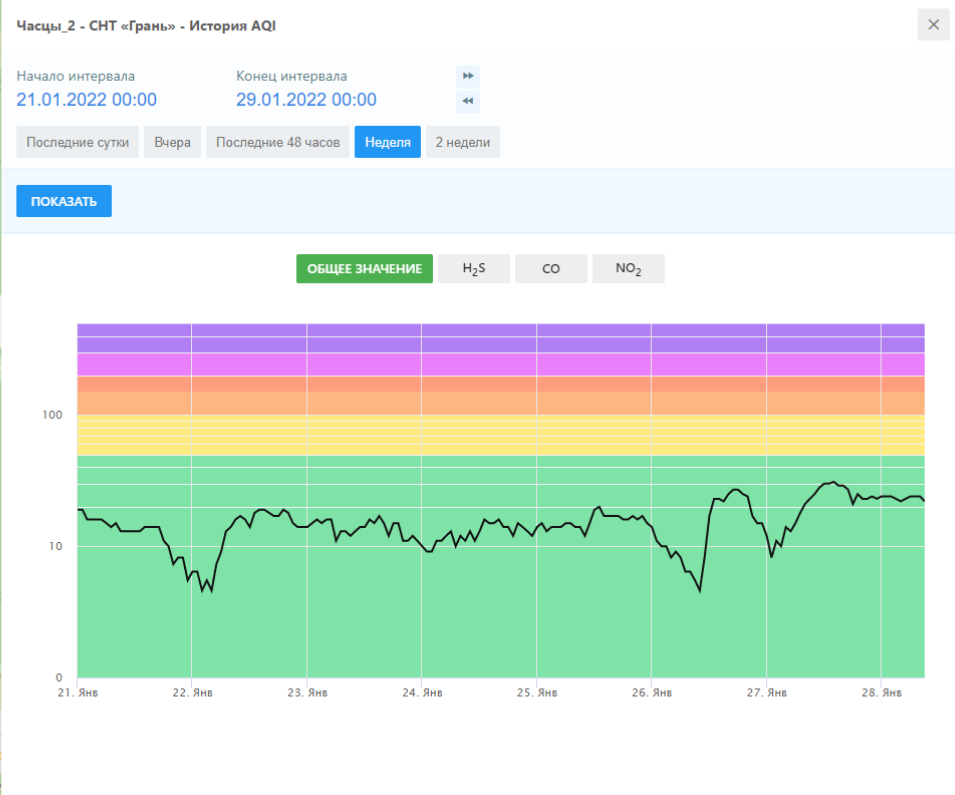 Часцы_2 - СНТ «Грань» - История AQI
Начало интервала Конец интервала
21.01.2022 00:00 29.01.2022 00:00
Последние сутки Вчера Последние 48 часов Неделя 2 недели
ПОКАЗАТЬ
ОБЩЕЕ ЗНАЧЕНИЕ H₂S CO NO₂
100
10
0
21. Янв 22. Янв 23. Янв 24. Янв 25. Янв 26. Янв 27. Янв 28. Янв